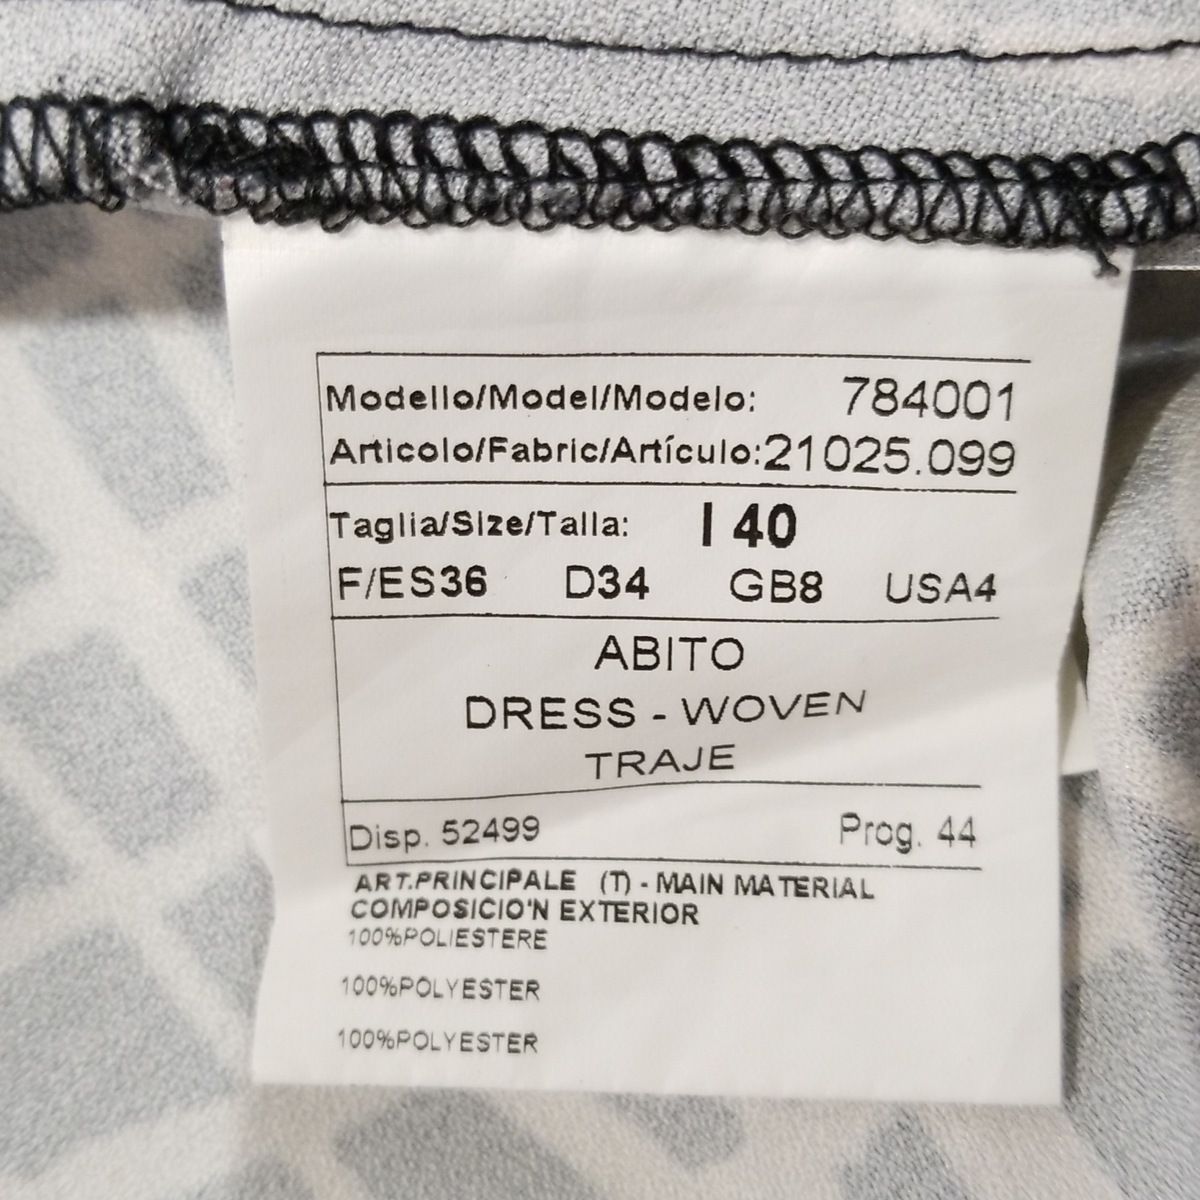 Modello/Model/Modelo: 784001
Articolo/Fabric/Artículo: 21025.099
Taglia/Size/Talla: I 40
F/ES36 D34 GB8 USA4
ABITO
DRESS - WOVEN
TRAJE
Disp. 52499 Prog. 44
ART.PRINCIPALE (T) - MAIN MATERIAL
COMPOSICIO'N EXTERIOR
100%POLIESTERE
100%POLYESTER
100%POLYESTER